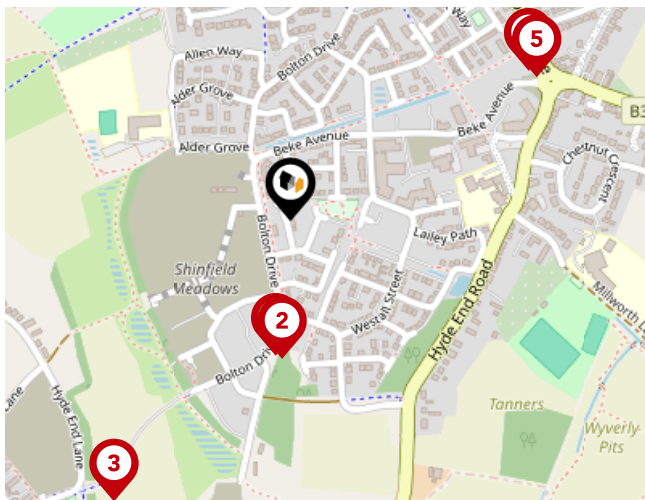 Way
5
Allen Way
Bolton Drive
Alder Grove
B3
Beke Avenue
Beke Avenue
Alder Grove
Chestnut Crescent
Bolton Drive
Lailey Path
Shinfield
Meadows
Westall Street
Hyde End Road
Millworth L
2
Bolton Drive
Hyde End Lane
Lane
Tanners
Wyverly-
Pits
3